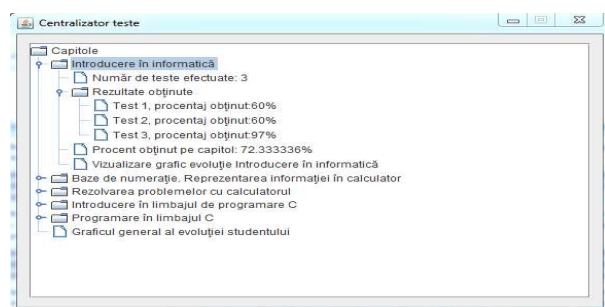 Centralizator teste
Capitole
Introducere în informatică
Număr de teste efectuate: 3
Rezultate obținute
Test 1, procentaj obținut:60%
Test 2, procentaj obținut:60%
Test 3, procentaj obținut:97%
Procent obținut pe capitol: 72.333336%
Vizualizare grafic evoluție Introducere în informatică
Baze de numerație. Reprezentarea informației în calculator
Rezolvarea problemelor cu calculatorul
Introducere în limbajul de programare C
Programare în limbajul C
Graficul general al evoluției studentului